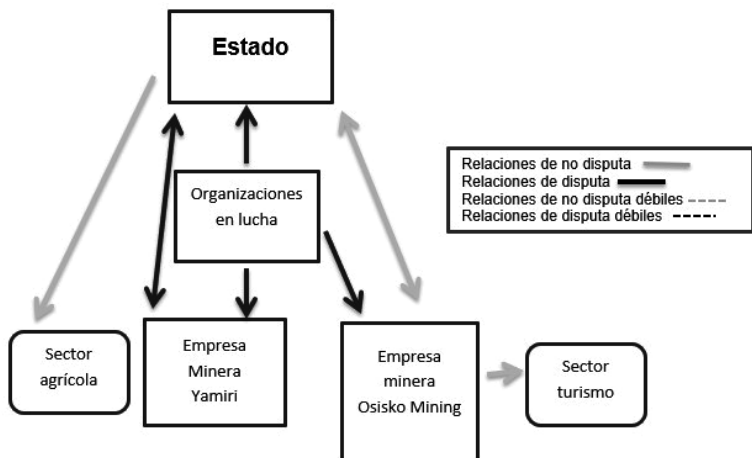 Estado
Organizaciones
en lucha
Relaciones de no disputa
Relaciones de disputa
Relaciones de no disputa débiles
Relaciones de disputa débiles
Sector
agrícola
Empresa
Minera
Yamiri
Empresa
minera
Osisko Mining
Sector
turismo